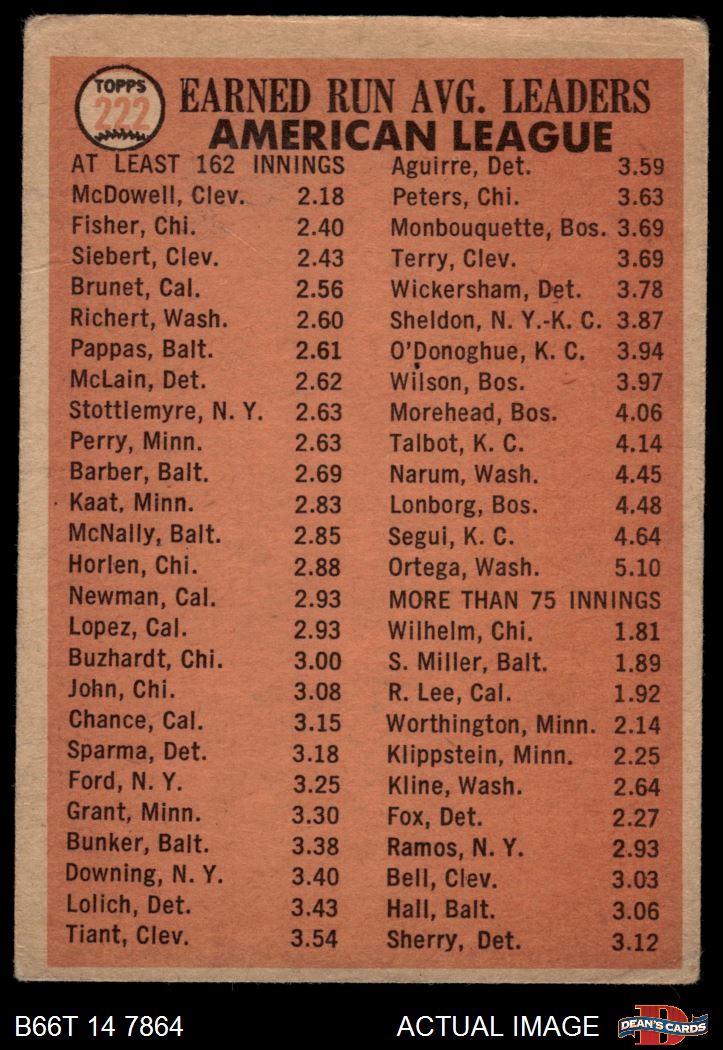 TOPPS
222
EARNED RUN AVG. LEADERS
AMERICAN LEAGUE
AT LEAST 162 INNINGS
McDowell, Clev. 2.18
Fisher, Chi. 2.40
Siebert, Clev. 2.43
Brunet, Cal. 2.56
Richert, Wash. 2.60
Pappas, Balt. 2.61
McLain, Det. 2.62
Stottlemyre, N. Y. 2.63
Perry, Minn. 2.63
Barber, Balt. 2.69
Kaat, Minn. 2.83
McNally, Balt. 2.85
Horlen, Chi. 2.88
Newman, Cal. 2.93
Lopez, Cal. 2.93
Buzhardt, Chi. 3.00
John, Chi. 3.08
Chance, Cal. 3.15
Sparma, Det. 3.18
Ford, N. Y. 3.25
Grant, Minn. 3.30
Bunker, Balt. 3.38
Downing, N. Y. 3.40
Lolich, Det. 3.43
Tiant, Clev. 3.54
Aguirre, Det. 3.59
Peters, Chi. 3.63
Monbouquette, Bos. 3.69
Terry, Clev. 3.69
Wickersham, Det. 3.78
Sheldon, N. Y.-K. C. 3.87
O'Donoghue, K. C. 3.94
Wilson, Bos. 3.97
Morehead, Bos. 4.06
Talbot, K. C. 4.14
Narum, Wash. 4.45
Lonborg, Bos. 4.48
Segui, K. C. 4.64
Ortega, Wash. 5.10
MORE THAN 75 INNINGS
Wilhelm, Chi. 1.81
S. Miller, Balt. 1.89
R. Lee, Cal. 1.92
Worthington, Minn. 2.14
Klippstein, Minn. 2.25
Kline, Wash. 2.64
Fox, Det. 2.27
Ramos, N. Y. 2.93
Bell, Clev. 3.03
Hall, Balt. 3.06
Sherry, Det. 3.12
B66T 14 7864
ACTUAL IMAGE
D
DEAN'S CARDS